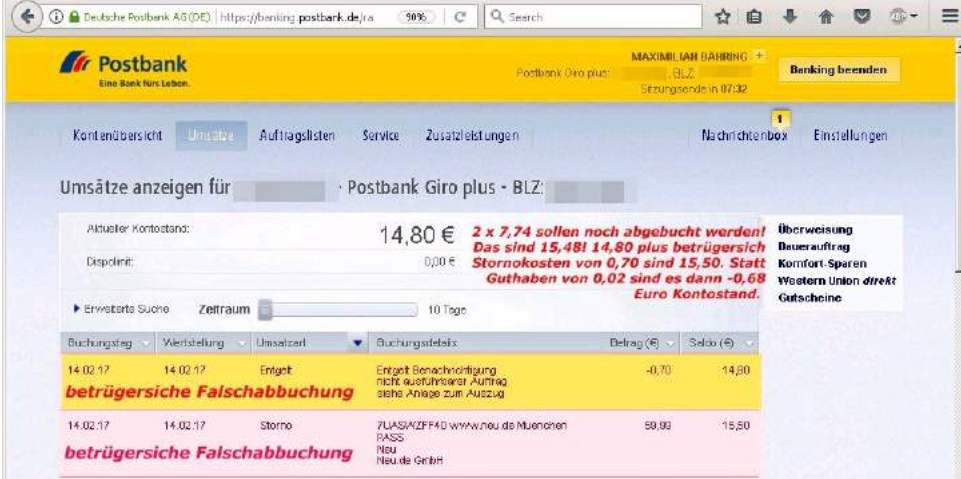 Deutsche Postbank AG (DE) https://banking.postbank.de/ra 90% C Search
Postbank
Eine Bank fürs Leben.
MAXIMILIAN BÄHRING +
Postbank Giro plus: , BLZ:
Sitzungsende in 07:32
Banking beenden
Kontenübersicht Umsätze Auftragslisten Service Zusatzleistungen Nachrichtenbox 1 Einstellungen
Umsätze anzeigen für · Postbank Giro plus - BLZ:
Aktueller Kontostand: 14,80 €
Dispolimit: 0,00 €
2 x 7,74 sollen noch abgebucht werden!
Das sind 15,48! 14,80 plus betrügersich
Stornokosten von 0,70 sind 15,50. Statt
Guthaben von 0,02 sind es dann -0,68
Euro Kontostand.
Überweisung
Dauerauftrag
Komfort-Sparen
Western Union direkt
Gutscheine
Erweiterte Suche Zeitraum 10 Tage
Buchungstag Wertstellung Umsatzart Buchungsdetails Betrag (€) Saldo (€)
14.02.17 14.02.17 Entgelt Entgelt Benachrichtigung -0,70 14,80
nicht ausführbarer Auftrag
siehe Anlage zum Auszug
betrügersiche Falschabbuchung
14.02.17 14.02.17 Storno www.neu.de Muenchen 15,50
PASS
Neu
Neu.de GmbH
betrügersiche Falschabbuchung